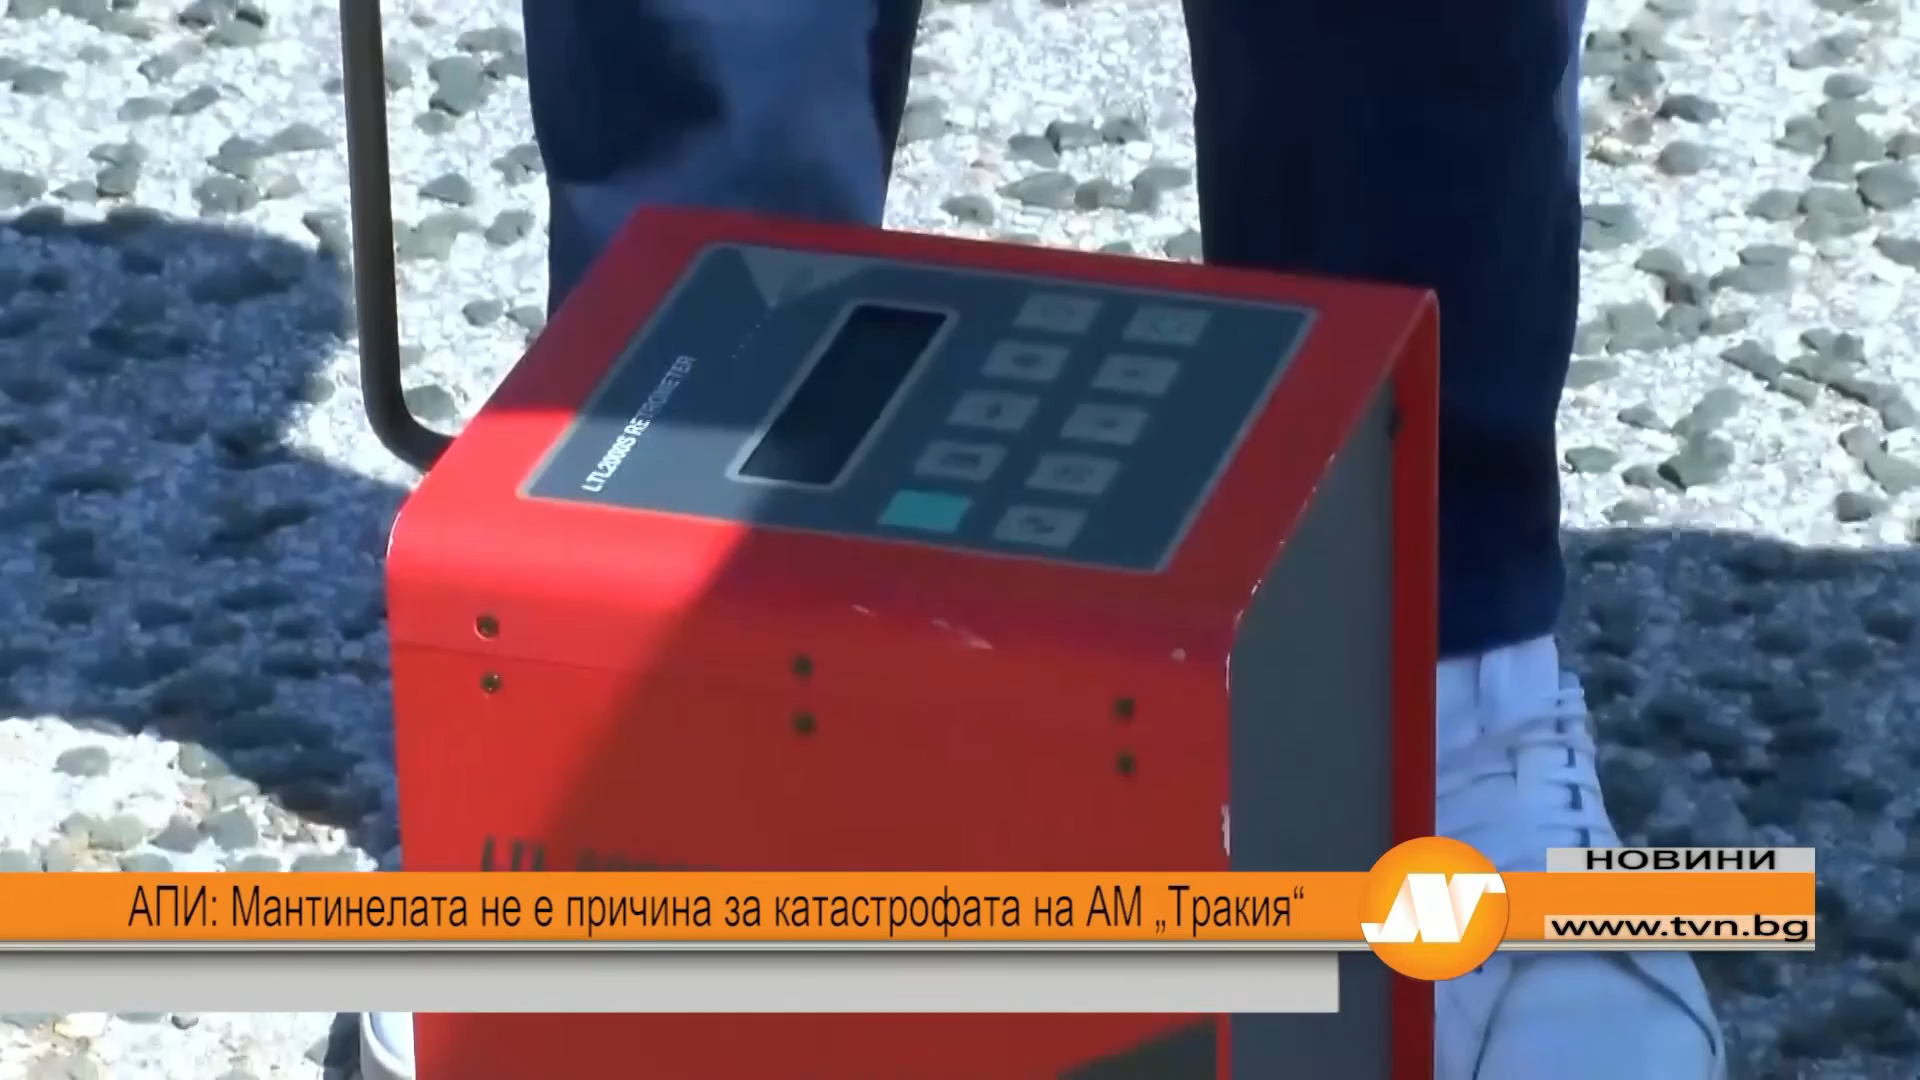 LTL2000S RETROMETER
АПИ: Мантинелата не е причина за катастрофата на АМ „Тракия“
НОВИНИ
www.tvn.bg